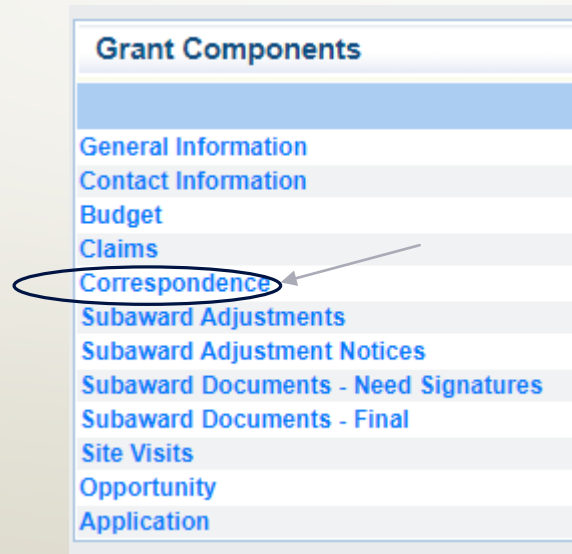 Grant Components
General Information
Contact Information
Budget
Claims
Correspondence
Subaward Adjustments
Subaward Adjustment Notices
Subaward Documents - Need Signatures
Subaward Documents - Final
Site Visits
Opportunity
Application